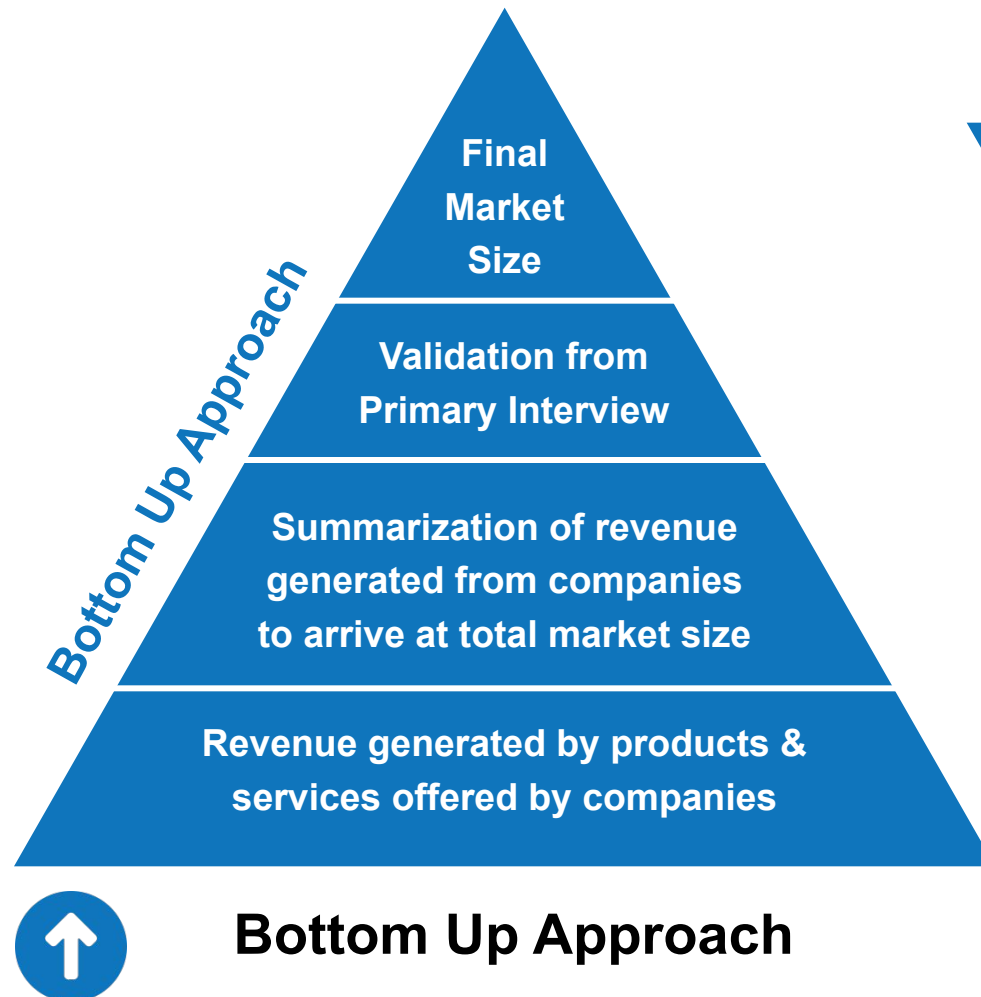 Final
Market
Size
Validation from
Primary Interview
Summarization of revenue
generated from companies
to arrive at total market size
Revenue generated by products &
services offered by companies
Bottom Up Approach
Bottom Up Approach